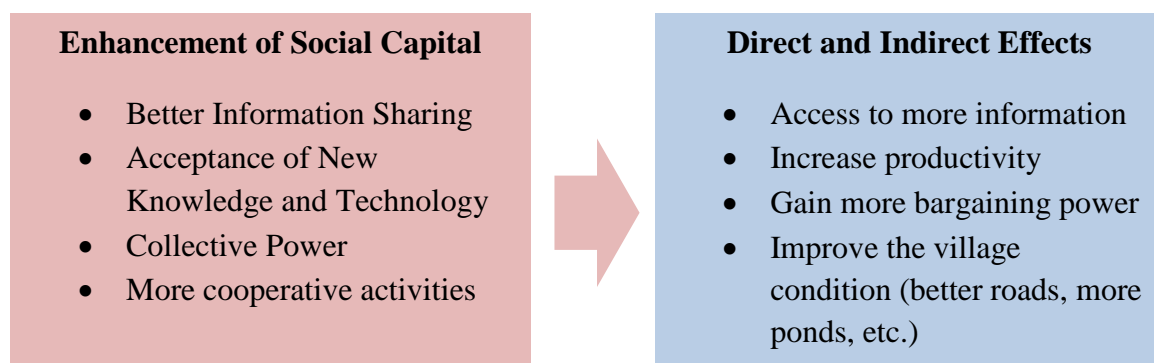 Enhancement of Social Capital
• Better Information Sharing
• Acceptance of New
Knowledge and Technology
• Collective Power
• More cooperative activities
Direct and Indirect Effects
• Access to more information
• Increase productivity
• Gain more bargaining power
• Improve the village
condition (better roads, more
ponds, etc.)